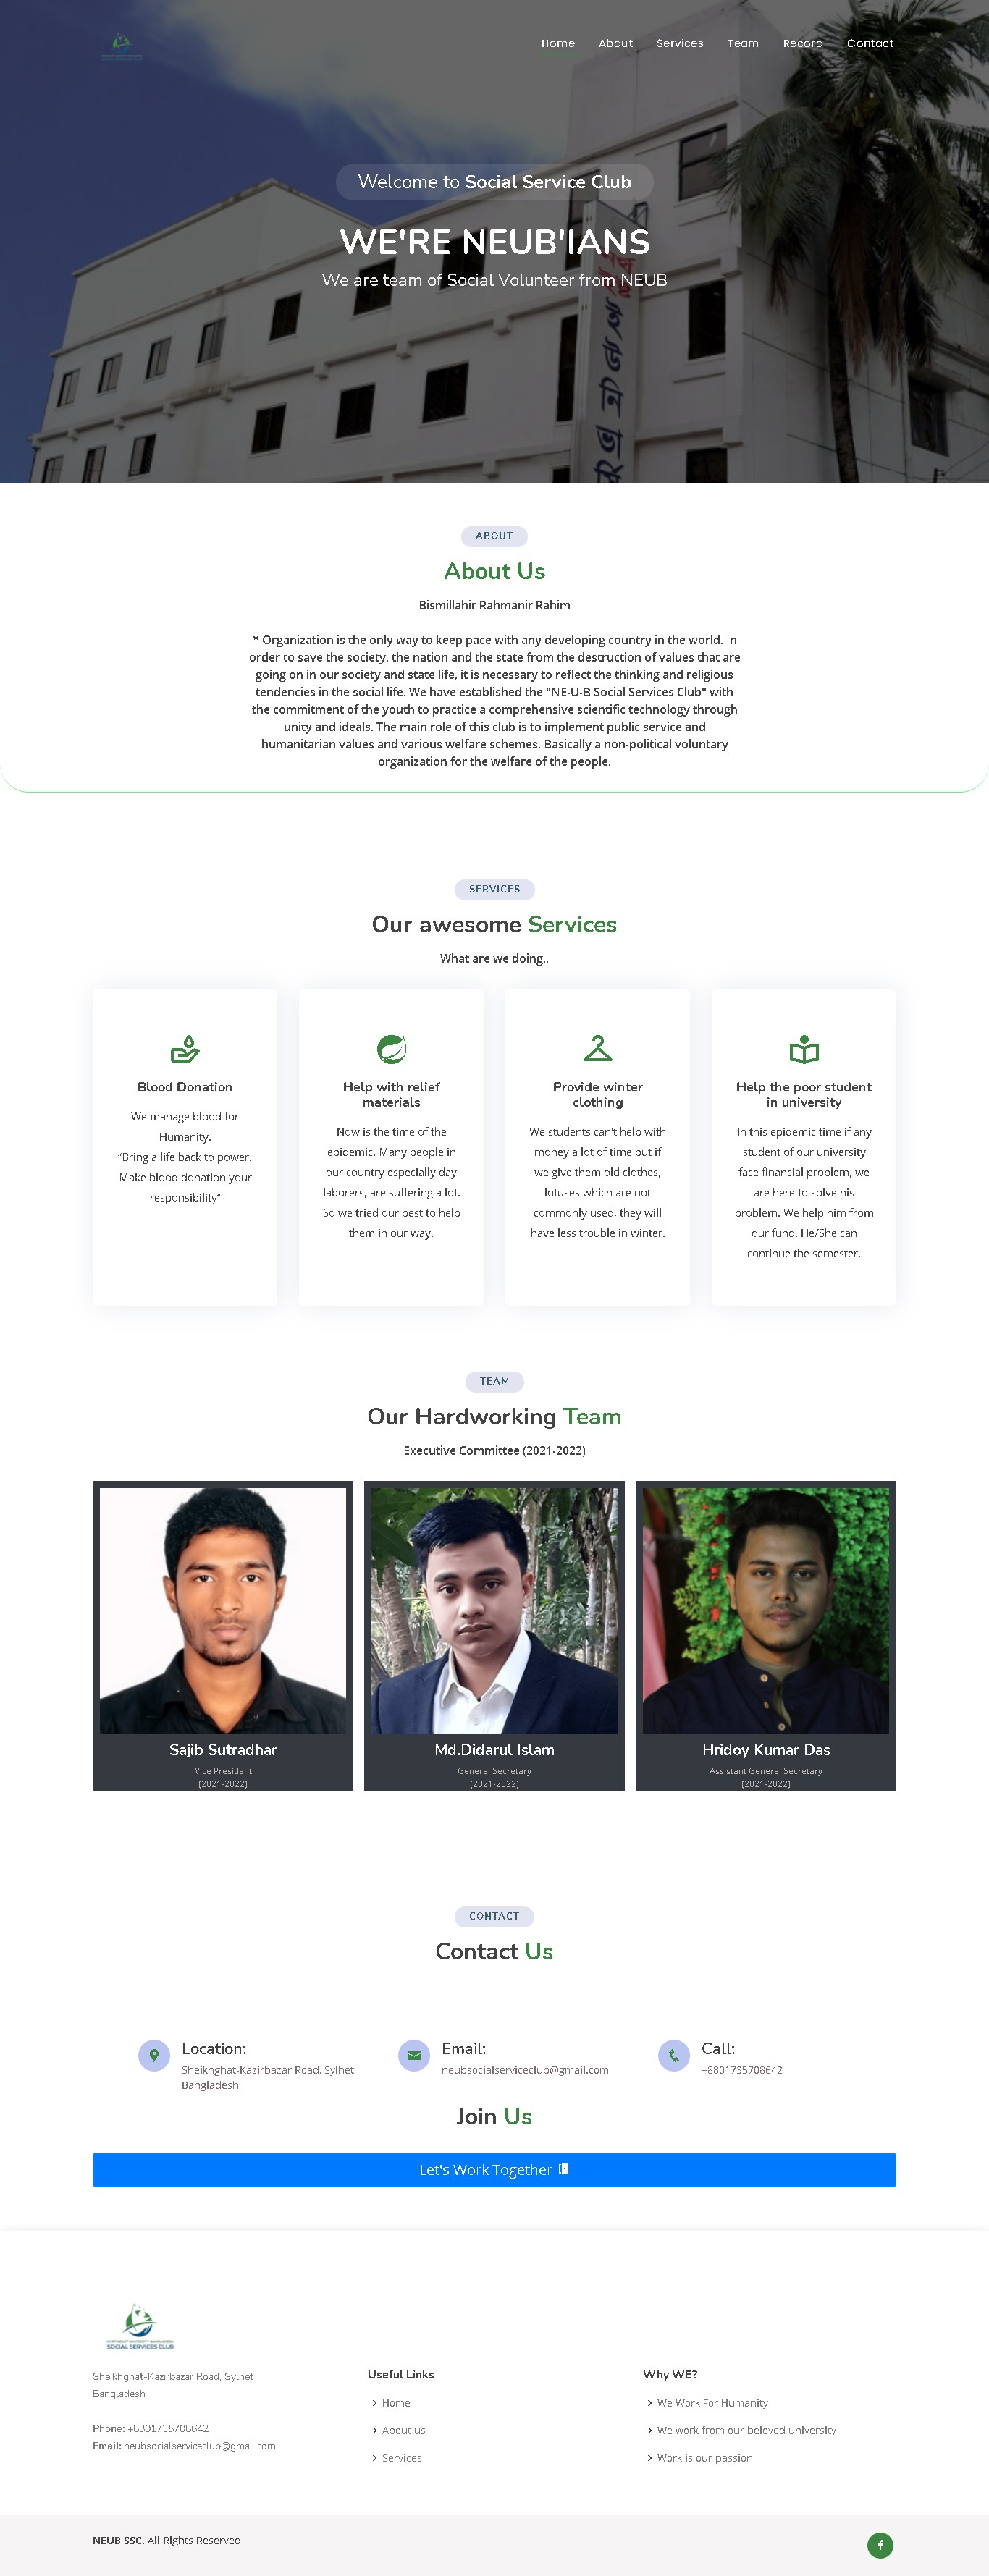 Home About Services Team Record Contact
Welcome to Social Service Club
WE'RE NEUB'IANS
We are team of Social Volunteer from NEUB
ABOUT
About Us
Bismillahir Rahmanir Rahim
* Organization is the only way to keep pace with any developing country in the world. In
order to save the society, the nation and the state from the destruction of values that are
going on in our society and state life, it is necessary to reflect the thinking and religious
tendencies in the social life. We have established the "NE-U-B Social Services Club" with
the commitment of the youth to practice a comprehensive scientific technology through
unity and ideals. The main role of this club is to implement public service and
humanitarian values and various welfare schemes. Basically a non-political voluntary
organization for the welfare of the people.
SERVICES
Our awesome Services
What are we doing..
Blood Donation
We manage blood for
Humanity.
“Bring a life back to power.
Make blood donation your
responsibility”
Help with relief
materials
Now is the time of the
epidemic. Many people in
our country especially day
laborers, are suffering a lot.
So we tried our best to help
them in our way.
Provide winter
clothing
We students can't help with
money a lot of time but if
we give them old clothes,
lotuses which are not
commonly used, they will
have less trouble in winter.
Help the poor student
in university
In this epidemic time if any
student of our university
face financial problem, we
are here to solve his
problem. We help him from
our fund. He/She can
continue the semester.
TEAM
Our Hardworking Team
Executive Committee (2021-2022)
Sajib Sutradhar
Vice President
[2021-2022]
Md.Didarul Islam
General Secretary
[2021-2022]
Hridoy Kumar Das
Assistant General Secretary
[2021-2022]
CONTACT
Contact Us
Location:
Sheikhghat-Kazirbazar Road, Sylhet
Bangladesh
Email:
neubsocialserviceclub@gmail.com
Call:
+8801735708642
Join Us
Let's Work Together
SOCIAL SERVICES CLUB
Sheikhghat-Kazirbazar Road, Sylhet
Bangladesh
Phone: +8801735708642
Email: neubsocialserviceclub@gmail.com
Useful Links
Home
About us
Services
Why WE?
We Work For Humanity
We work from our beloved university
Work is our passion
NEUB SSC. All Rights Reserved